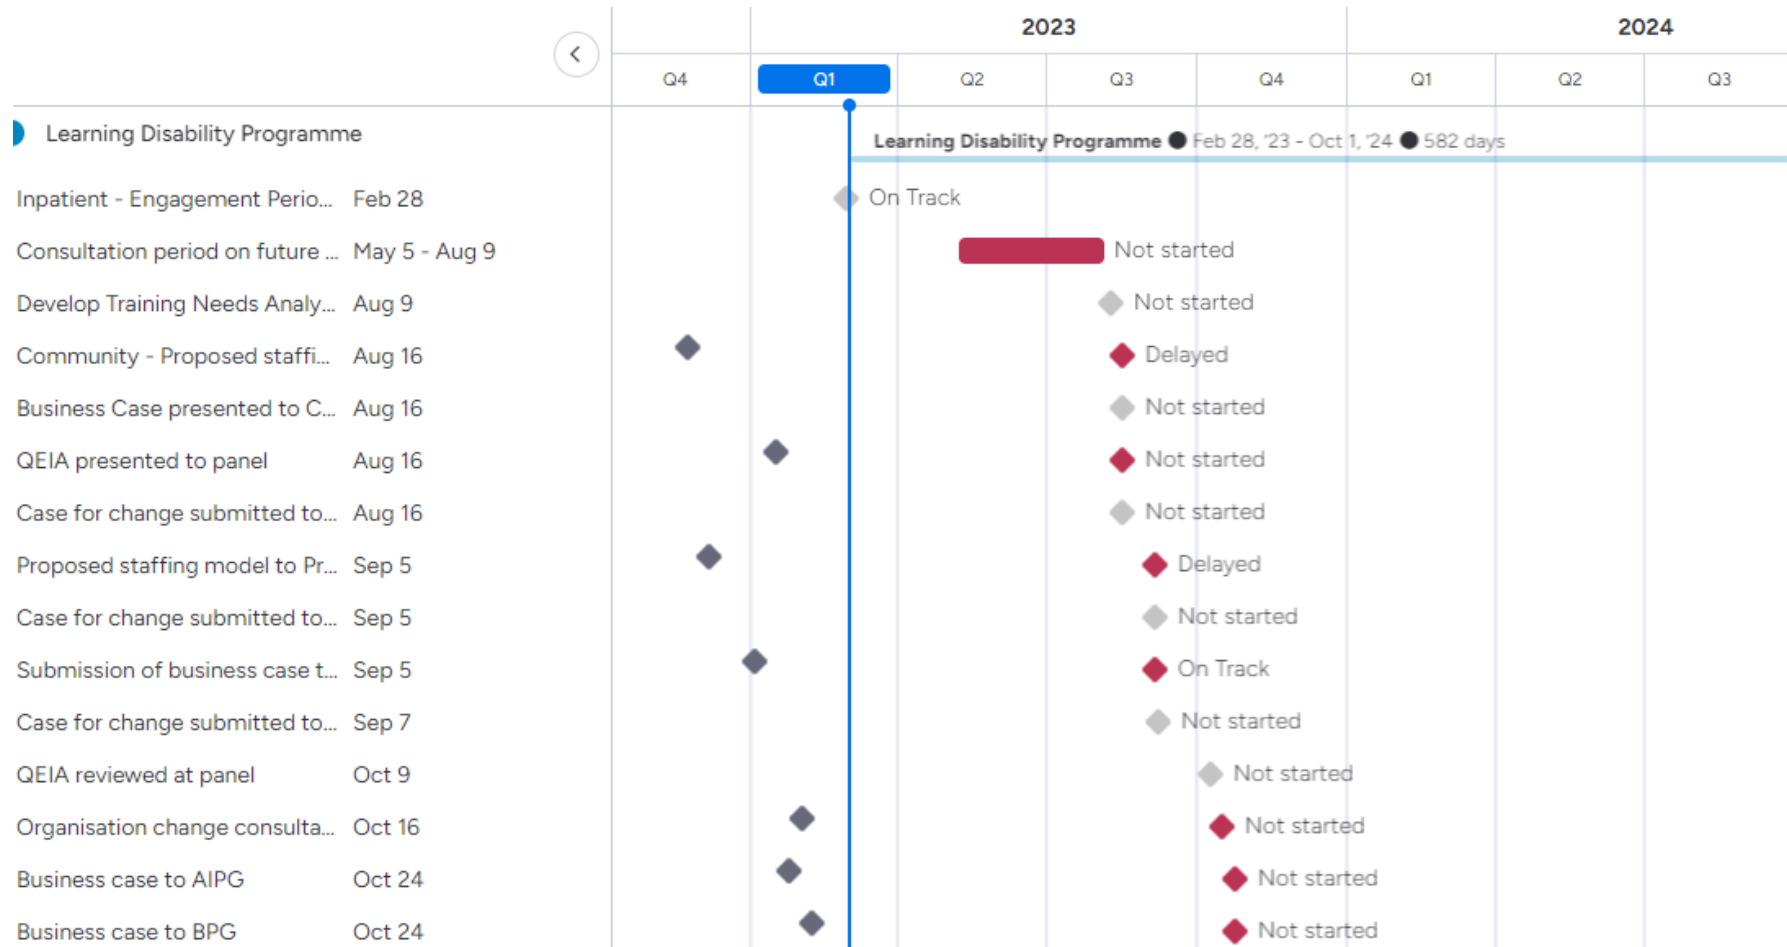 2023 2024
Q4 Q1 Q2 Q3 Q4 Q1 Q2 Q3
Learning Disability Programme
Learning Disability Programme ● Feb 28, '23 - Oct 1, '24 ● 582 days
Inpatient - Engagement Perio... Feb 28 On Track
Consultation period on future ... May 5 - Aug 9 Not started
Develop Training Needs Analy... Aug 9 Not started
Community - Proposed staffi... Aug 16 Delayed
Business Case presented to C... Aug 16 Not started
QEIA presented to panel Aug 16 Not started
Case for change submitted to... Aug 16 Not started
Proposed staffing model to Pr... Sep 5 Delayed
Case for change submitted to... Sep 5 Not started
Submission of business case t... Sep 5 On Track
Case for change submitted to... Sep 7 Not started
QEIA reviewed at panel Oct 9 Not started
Organisation change consulta... Oct 16 Not started
Business case to AIPG Oct 24 Not started
Business case to BPG Oct 24 Not started